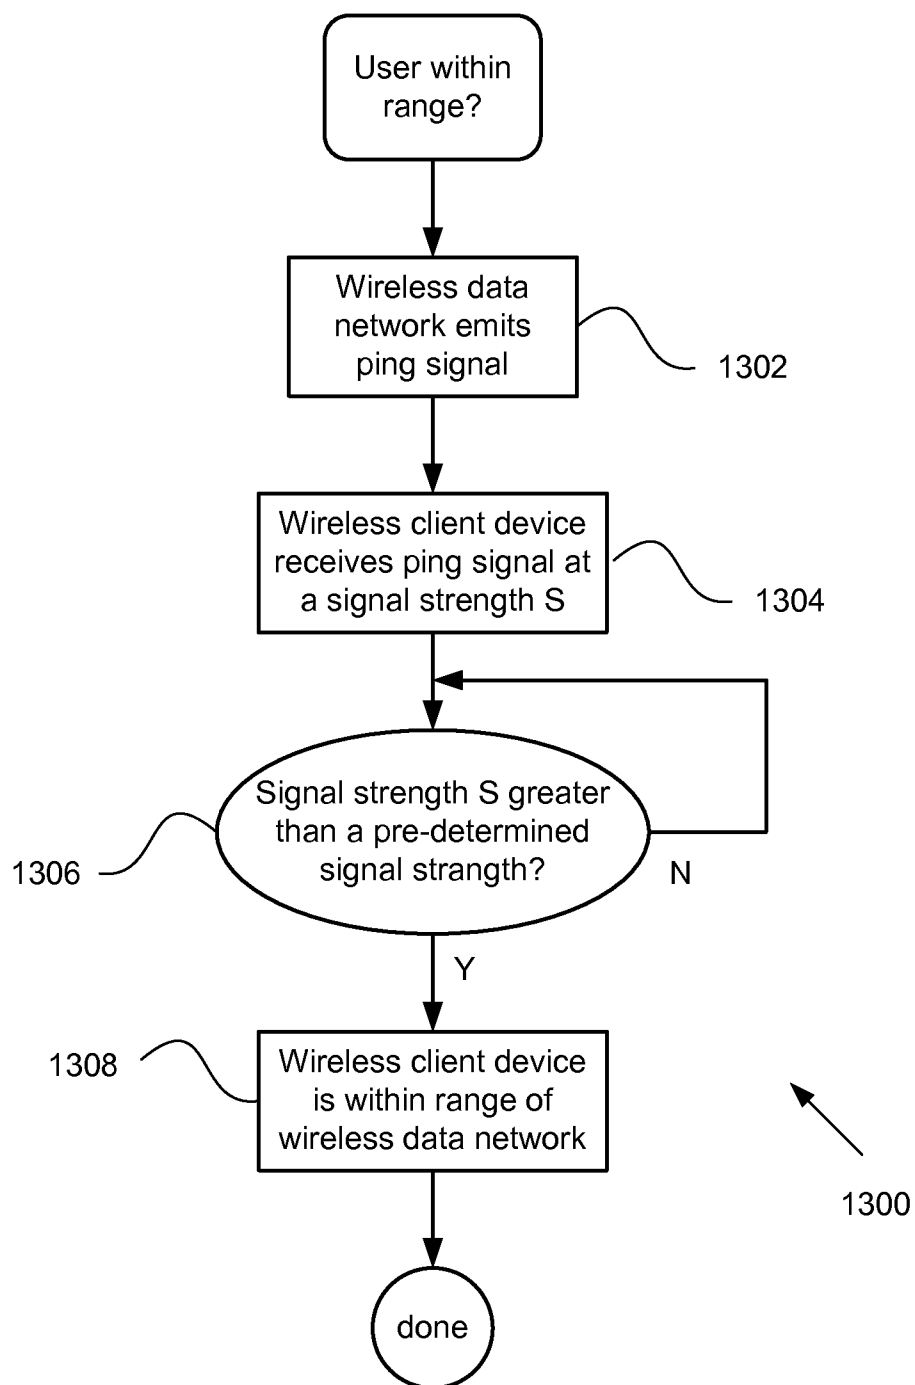 User within
range?
Wireless data
network emits
ping signal
1302
Wireless client device
receives ping signal at
a signal strength S
1304
Signal strength S greater
than a pre-determined
signal strangth?
1306
N
Y
1308
Wireless client device
is within range of
wireless data network
1300
done